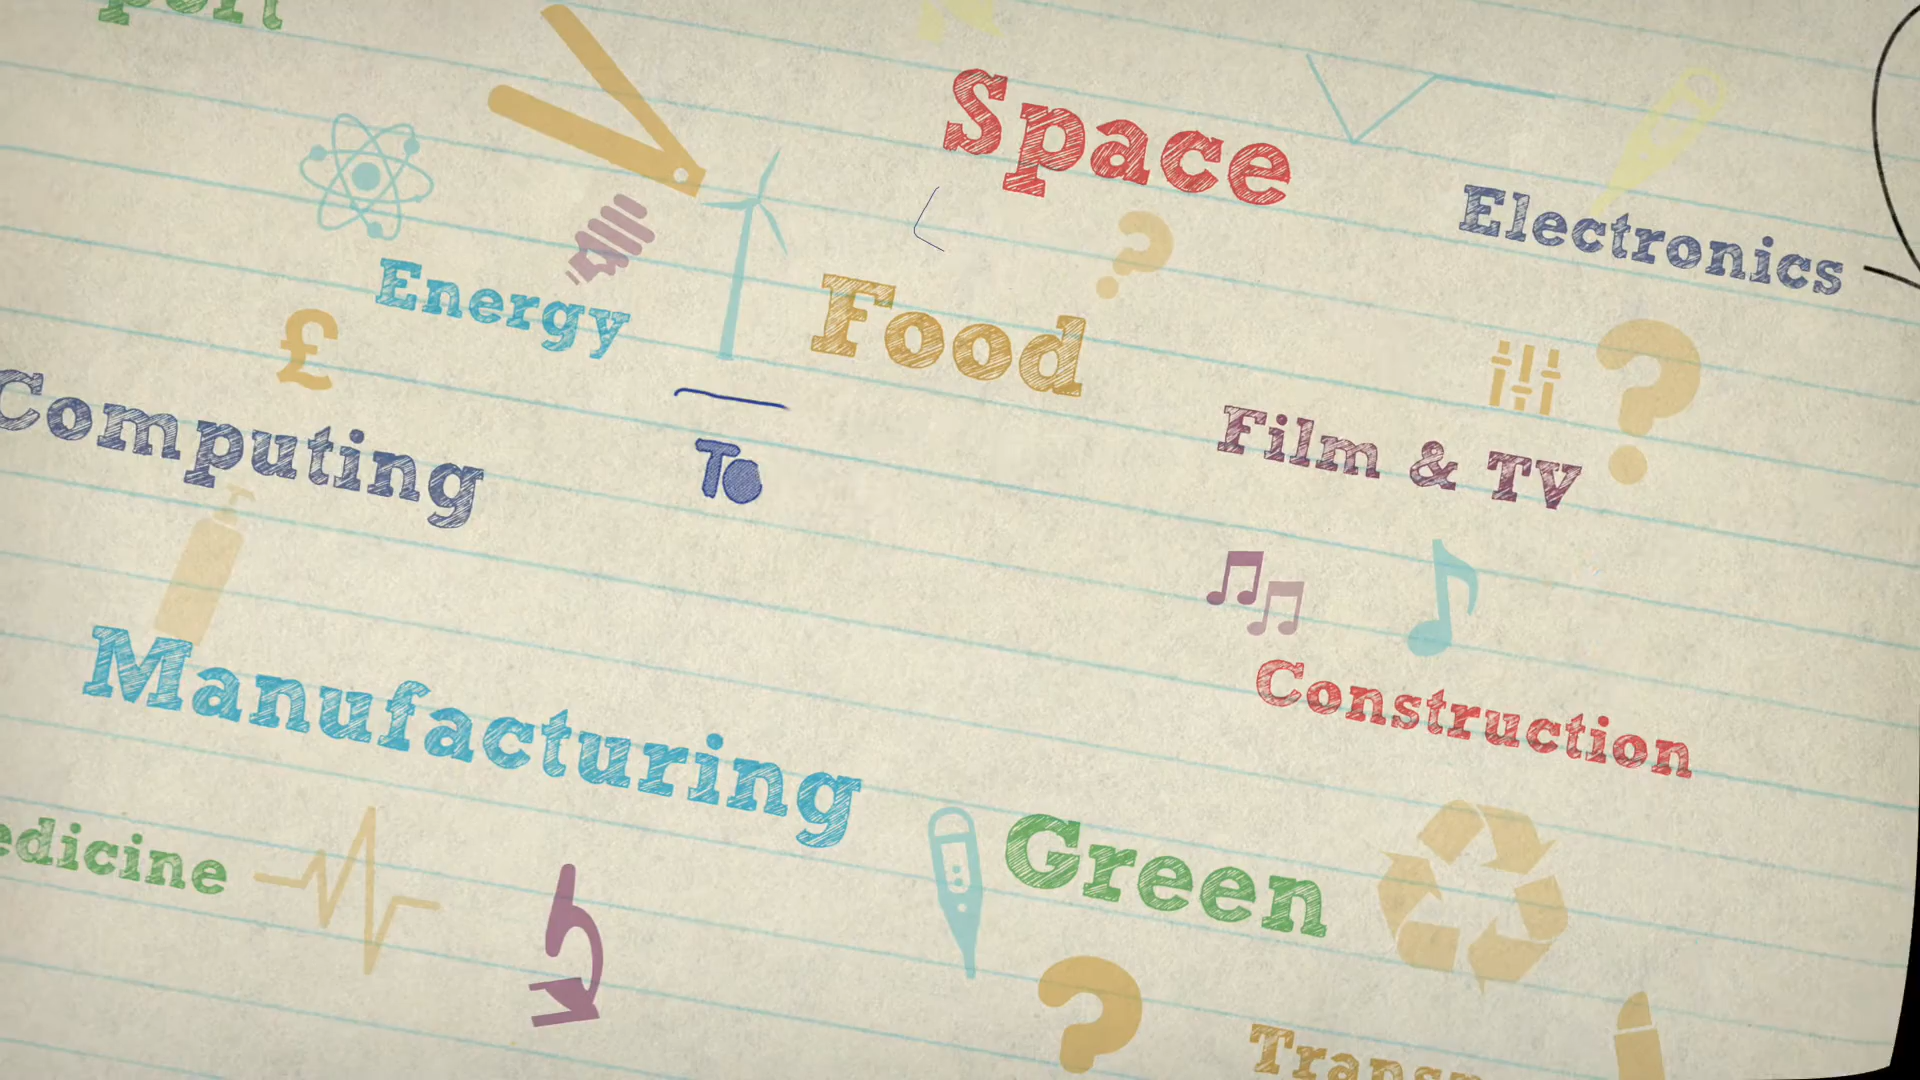 Space
Electronics
Energy
Food
£
Computing
Film & TV
To
Manufacturing
Construction
edicine
Green